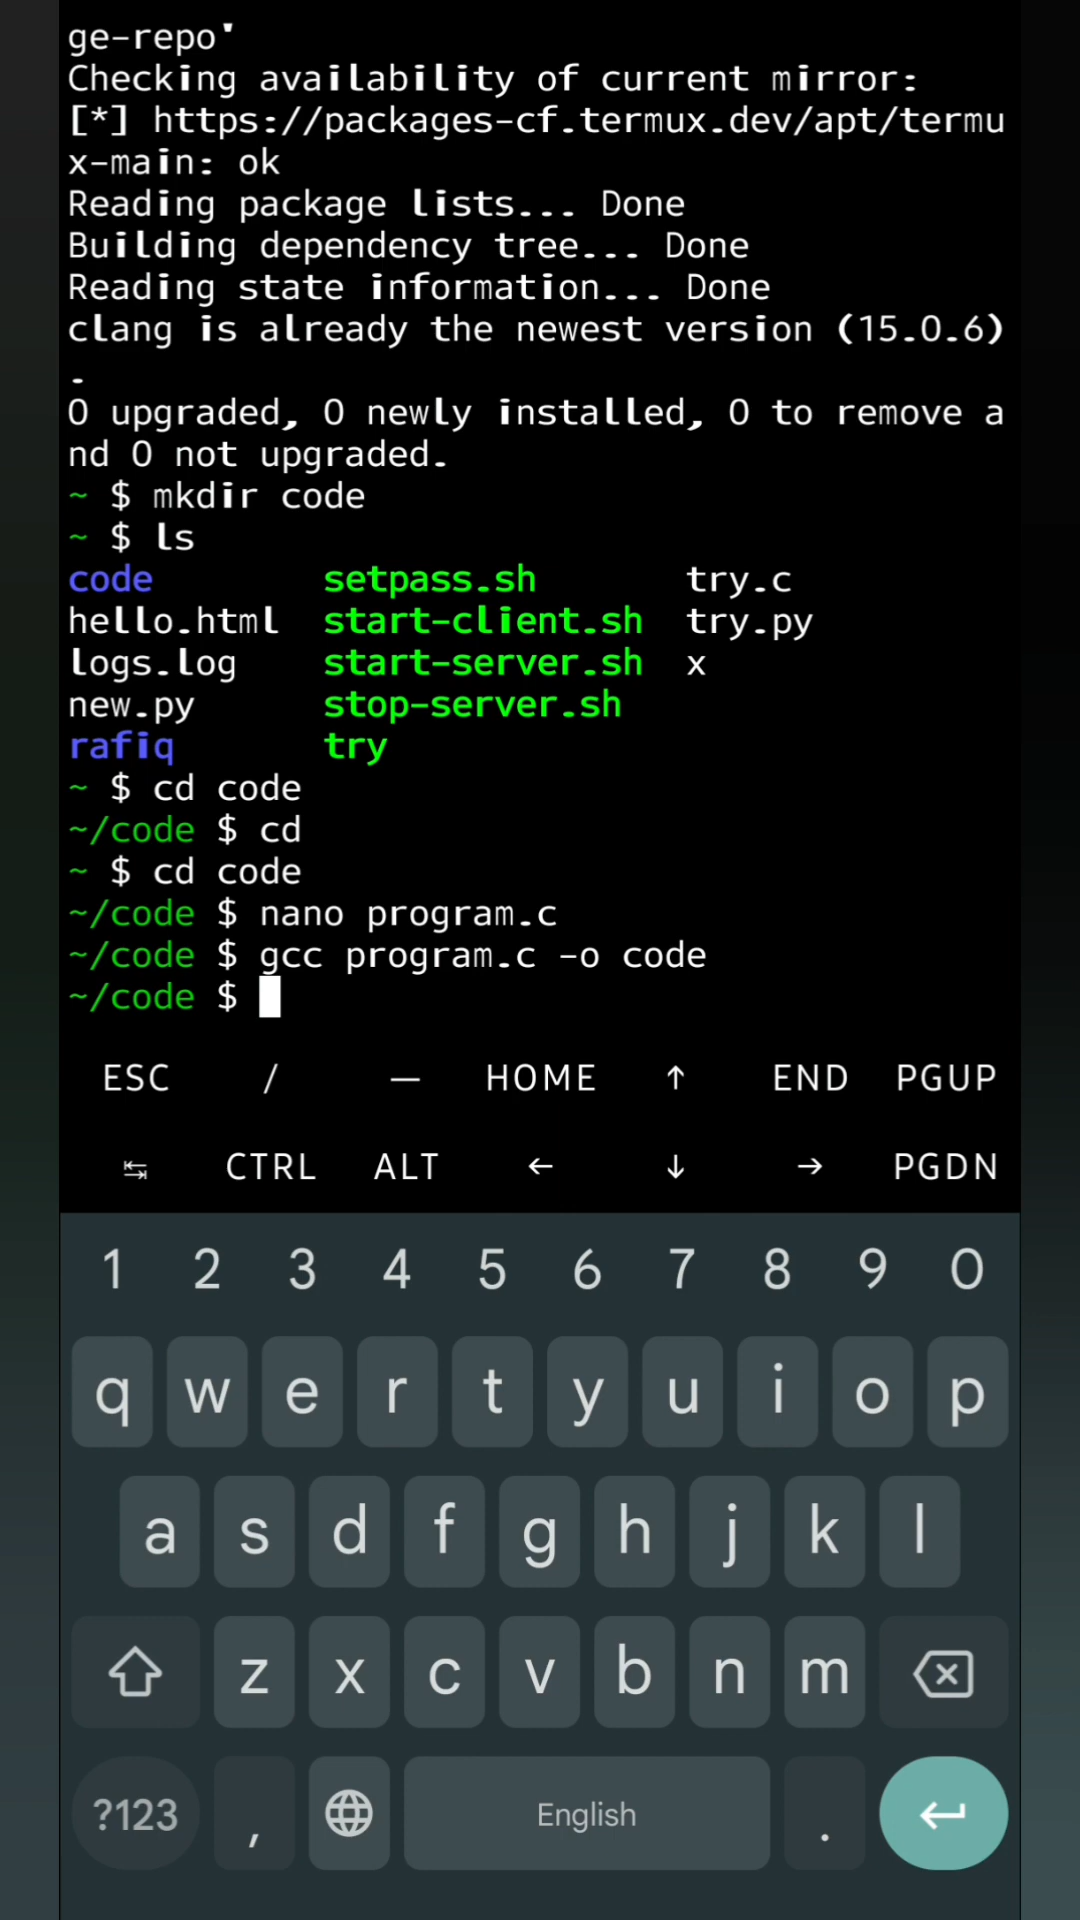 ge-repo'
Checking availability of current mirror:
[*] https://packages-cf.termux.dev/apt/termu
x-main: ok
Reading package lists... Done
Building dependency tree... Done
Reading state information... Done
clang is already the newest version (15.0.6)
.
0 upgraded, 0 newly installed, 0 to remove a
nd 0 not upgraded.
~ $ mkdir code
~ $ ls
code setpass.sh try.c
hello.html start-client.sh try.py
logs.log start-server.sh x
new.py stop-server.sh
rafiq try
~ $ cd code
~/code $ cd
~ $ cd code
~/code $ nano program.c
~/code $ gcc program.c -o code
~/code $
ESC / — HOME ↑ END PGUP
↹ CTRL ALT ← ↓ → PGDN
1 2 3 4 5 6 7 8 9 0
q w e r t y u i o p
a s d f g h j k l
z x c v b n m
?123 , English .